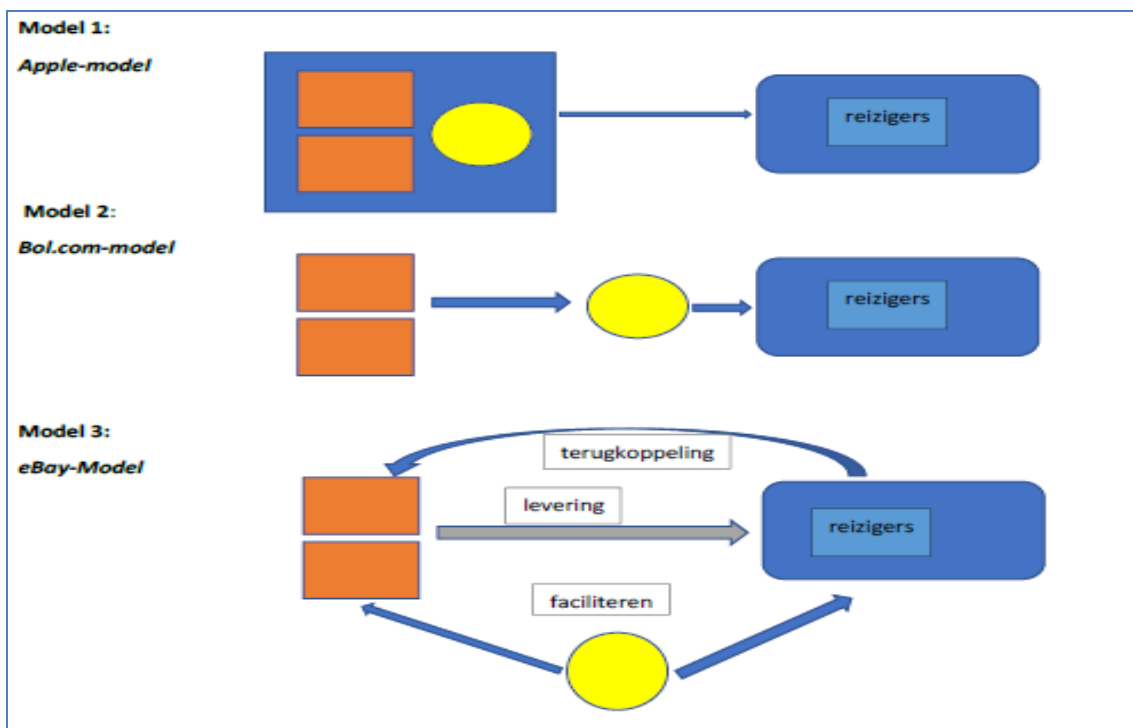 Model 1:
Apple-model
reizigers
Model 2:
Bol.com-model
reizigers
Model 3:
eBay-Model
terugkoppeling
levering
reizigers
faciliteren